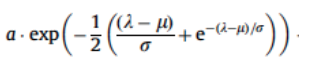 a · exp(−1/2((λ − μ)/σ + e^−(λ−μ)/σ)) ·